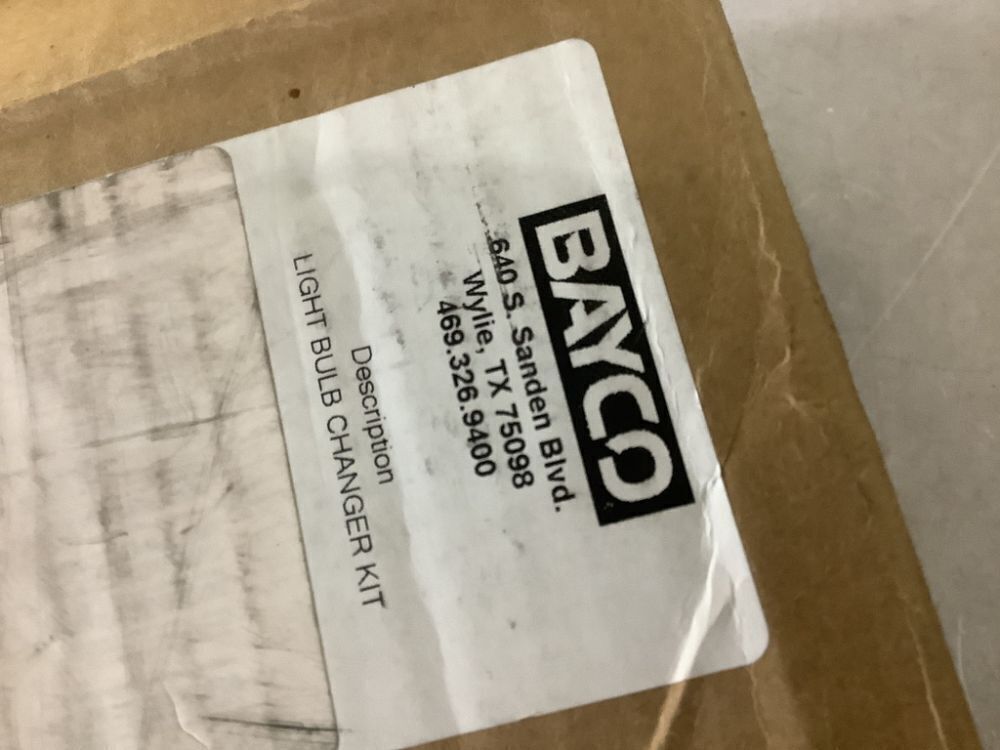 BAYCO
640 S. Sanden Blvd.
Wylie, TX 75098
469.326.9400
Description
LIGHT BULB CHANGER KIT